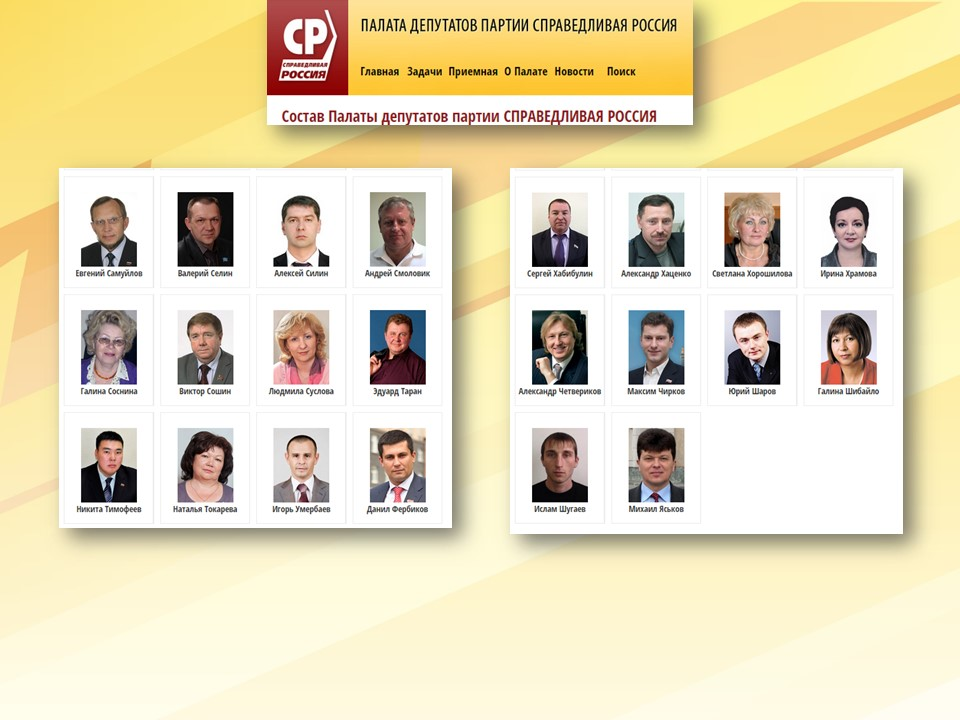 СР
СПРАВЕДЛИВАЯ
РОССИЯ
ПАЛАТА ДЕПУТАТОВ ПАРТИИ СПРАВЕДЛИВАЯ РОССИЯ
Главная Задачи Приемная О Палате Новости Поиск
Состав Палаты депутатов партии СПРАВЕДЛИВАЯ РОССИЯ
Евгений Самуйлов Валерий Селин Алексей Силин Андрей Смоловик
Галина Соснина Виктор Сошин Людмила Суслова Эдуард Таран
Никита Тимофеев Наталья Токарева Игорь Умербаев Данил Фербиков
Сергей Хабибулин Александр Хаценко Светлана Хорошилова Ирина Храмова
Александр Четвериков Максим Чирков Юрий Шаров Галина Шибайло
Ислам Шугаев Михаил Яськов